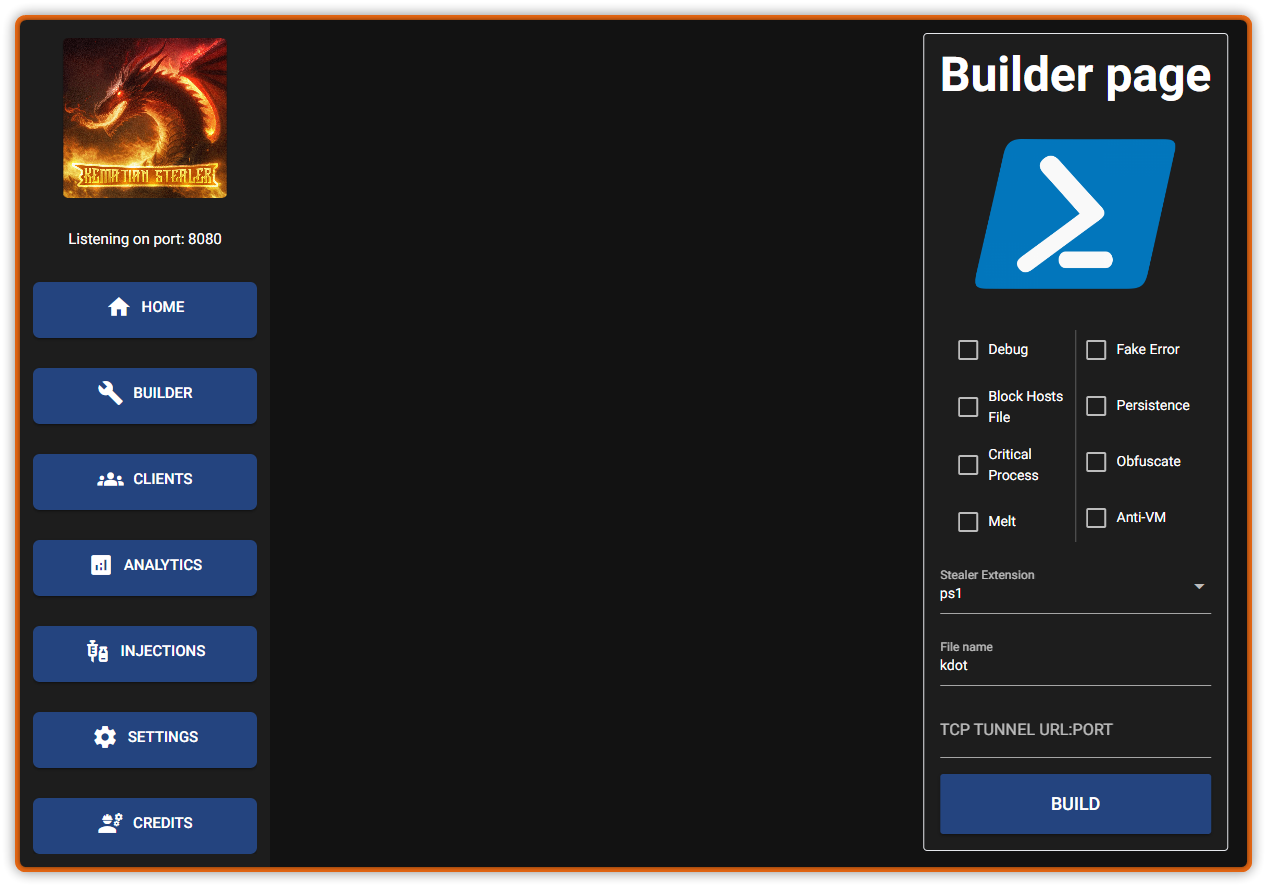 KEMATIAN STEALER
Listening on port: 8080
HOME
BUILDER
CLIENTS
ANALYTICS
INJECTIONS
SETTINGS
CREDITS
Builder page
Debug
Fake Error
Block Hosts
File
Persistence
Critical
Process
Obfuscate
Melt
Anti-VM
Stealer Extension
ps1
File name
kdot
TCP TUNNEL URL:PORT
BUILD